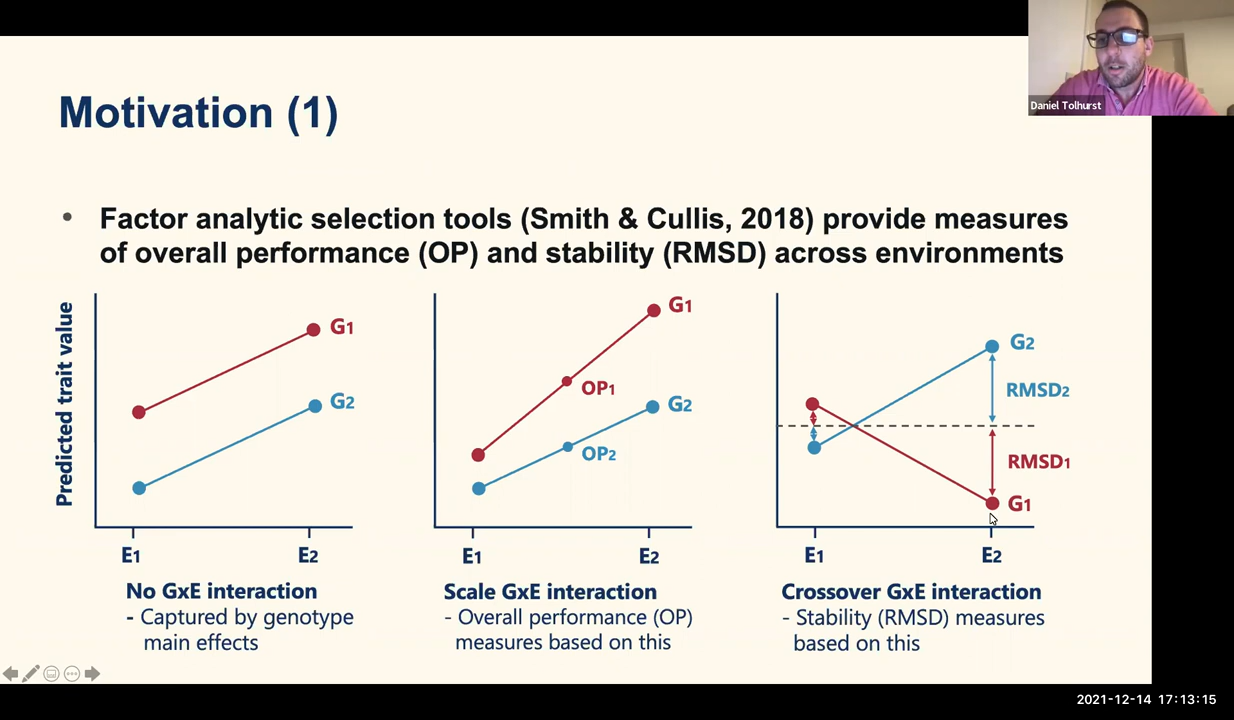 Daniel Tolhurst
Motivation (1)
• Factor analytic selection tools (Smith & Cullis, 2018) provide measures
of overall performance (OP) and stability (RMSD) across environments
Predicted trait value
G1
G2
E1
E2
No GxE interaction
- Captured by genotype
main effects
G1
OP1
G2
OP2
E1
E2
Scale GxE interaction
- Overall performance (OP)
measures based on this
G2
RMSD2
RMSD1
G1
E1
E2
Crossover GxE interaction
- Stability (RMSD) measures
based on this
2021-12-14 17:13:15